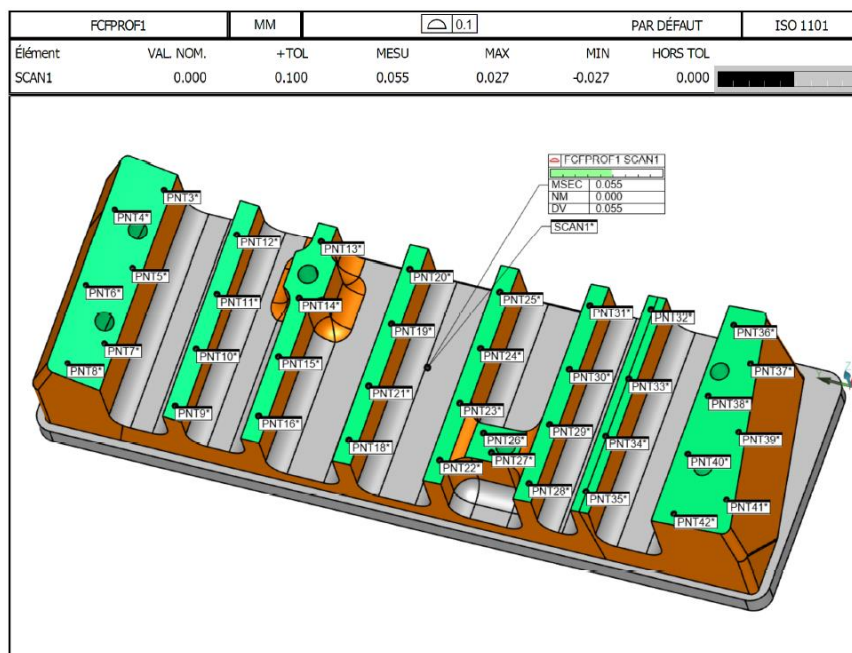 FCFPROF1 MM ⌓ 0.1 PAR DÉFAUT ISO 1101
Élément VAL. NOM. +TOL MESU MAX MIN HORS TOL
SCAN1 0.000 0.100 0.055 0.027 -0.027 0.000
FCFPROF1 SCAN1
MSEC 0.055
NM 0.000
DV 0.055
SCAN1*
PNT3*
PNT4*
PNT12*
PNT13*
PNT5*
PNT20*
PNT6*
PNT11*
PNT14*
PNT25*
PNT31*
PNT32*
PNT19*
PNT36*
PNT7*
PNT10*
PNT15*
PNT24*
PNT8*
PNT30*
PNT37*
PNT33*
PNT21*
PNT38*
PNT9*
PNT23*
PNT16*
PNT29*
PNT26*
PNT39*
PNT34*
PNT18*
PNT27*
PNT40*
PNT22*
PNT28*
PNT35*
PNT41*
PNT42*